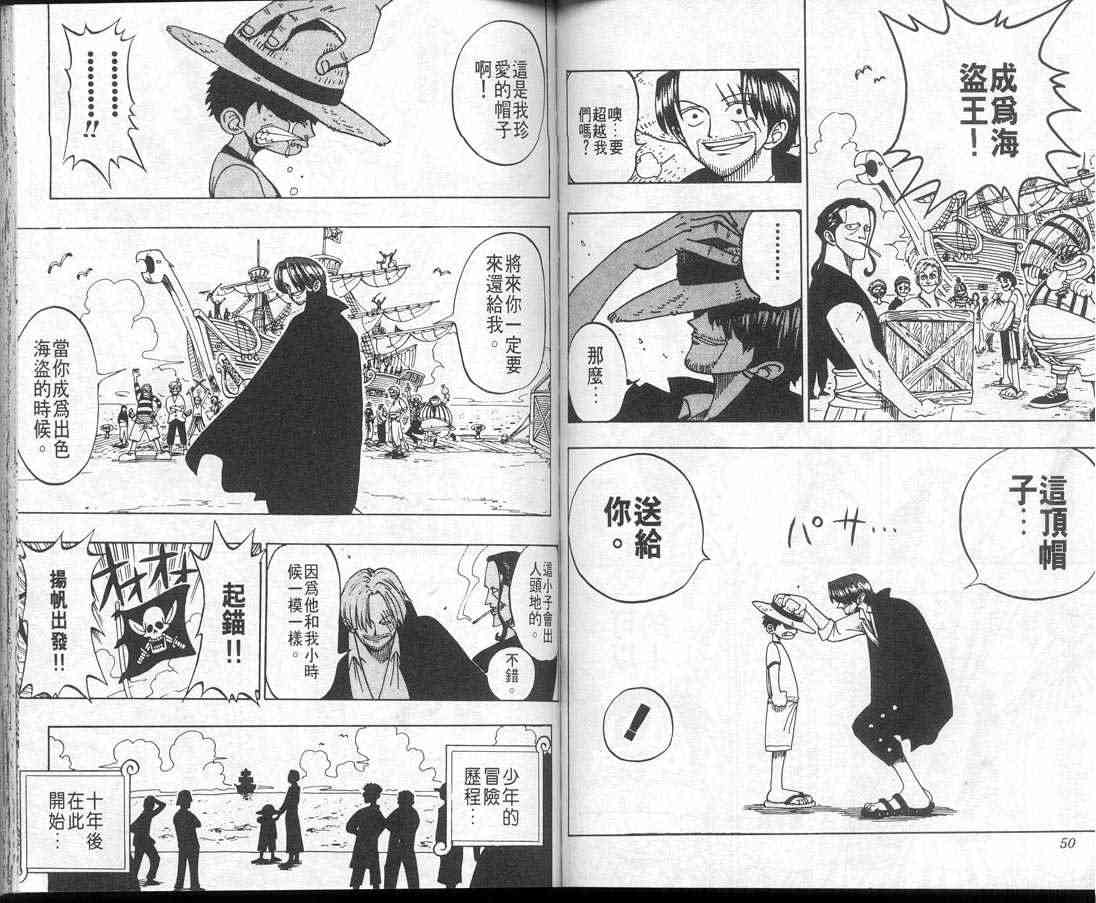 成爲海
盜王！
噢…要
超越我
們嗎？
………
那麼…
這頂帽
子…
パサ…
送給
你。
！
50
這是我珍
愛的帽子
啊！
………
………!!
將來你一定要
來還給我。
當你成爲出色
海盜的時候。
這小子會出
人頭地的。
不錯。
因爲他和我小時
候一模一樣。
起錨!!
オオオオ
揚帆出發!!
少年的
冒險
歷程…
十年後
在此
開始…